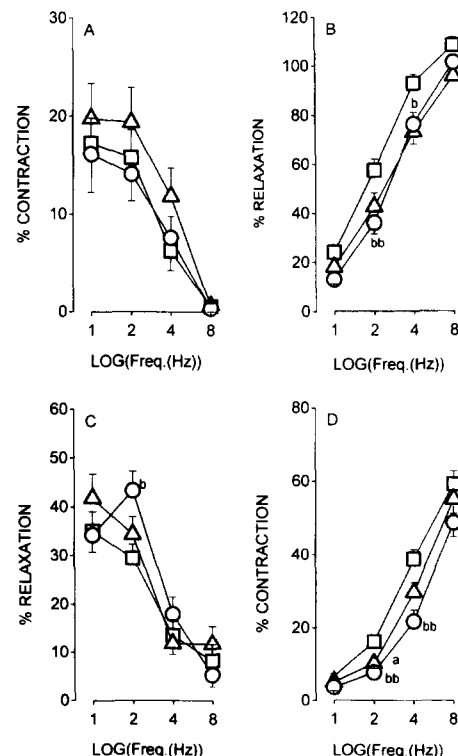 A
% CONTRACTION
30
20
10
0
1 2 4 8
LOG(Freq.(Hz))
B
% RELAXATION
120
100
80
60
40
20
0
b
bb
1 2 4 8
LOG(Freq.(Hz))
C
% RELAXATION
60
50
40
30
20
10
0
b
1 2 4 8
LOG(Freq.(Hz))
D
% CONTRACTION
80
60
40
20
0
a
bb
bb
1 2 4 8
LOG(Freq.(Hz))